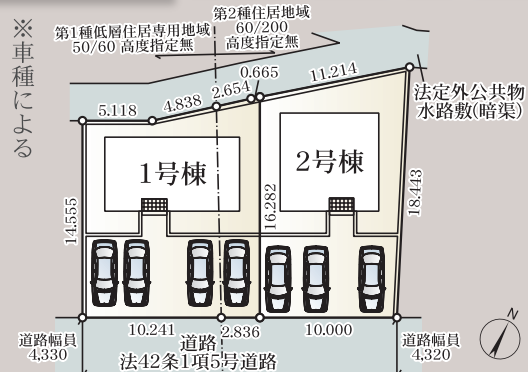 ※車種による
第1種低層住居専用地域
50/60 高度指定無
第2種住居地域
60/200
高度指定無
法定外公共物
水路敷(暗渠)
5.118
4.838
2.654
0.665
11.214
1号棟
2号棟
14.555
16.282
18.443
10.241
2.836
10.000
道路幅員
4,330
道路
法42条1項5号道路
道路幅員
4,320
N